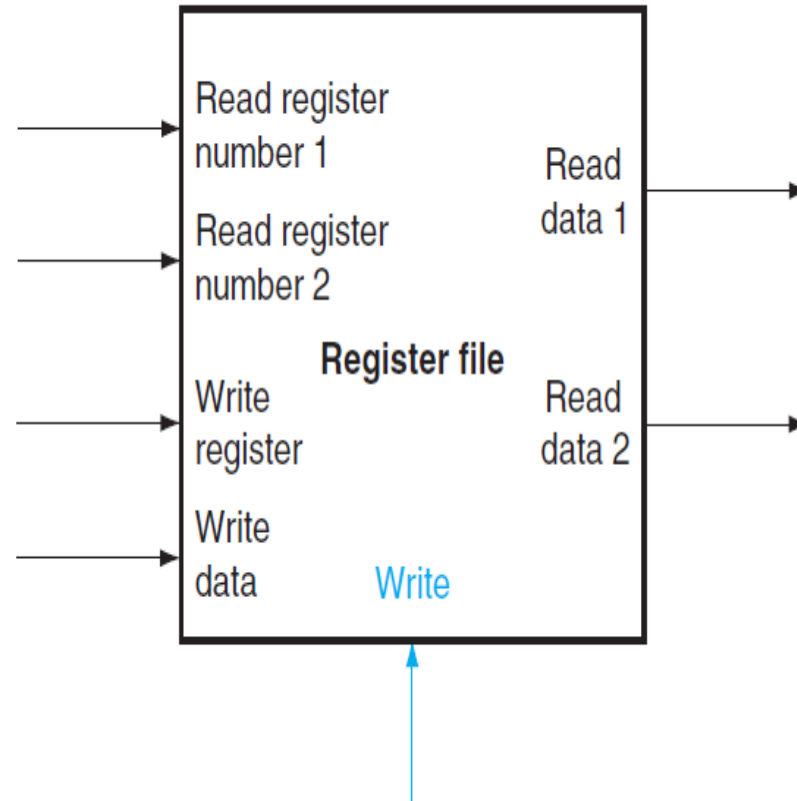 Read register
number 1
Read
data 1
Read register
number 2
Register file
Write
register
Read
data 2
Write
data
Write